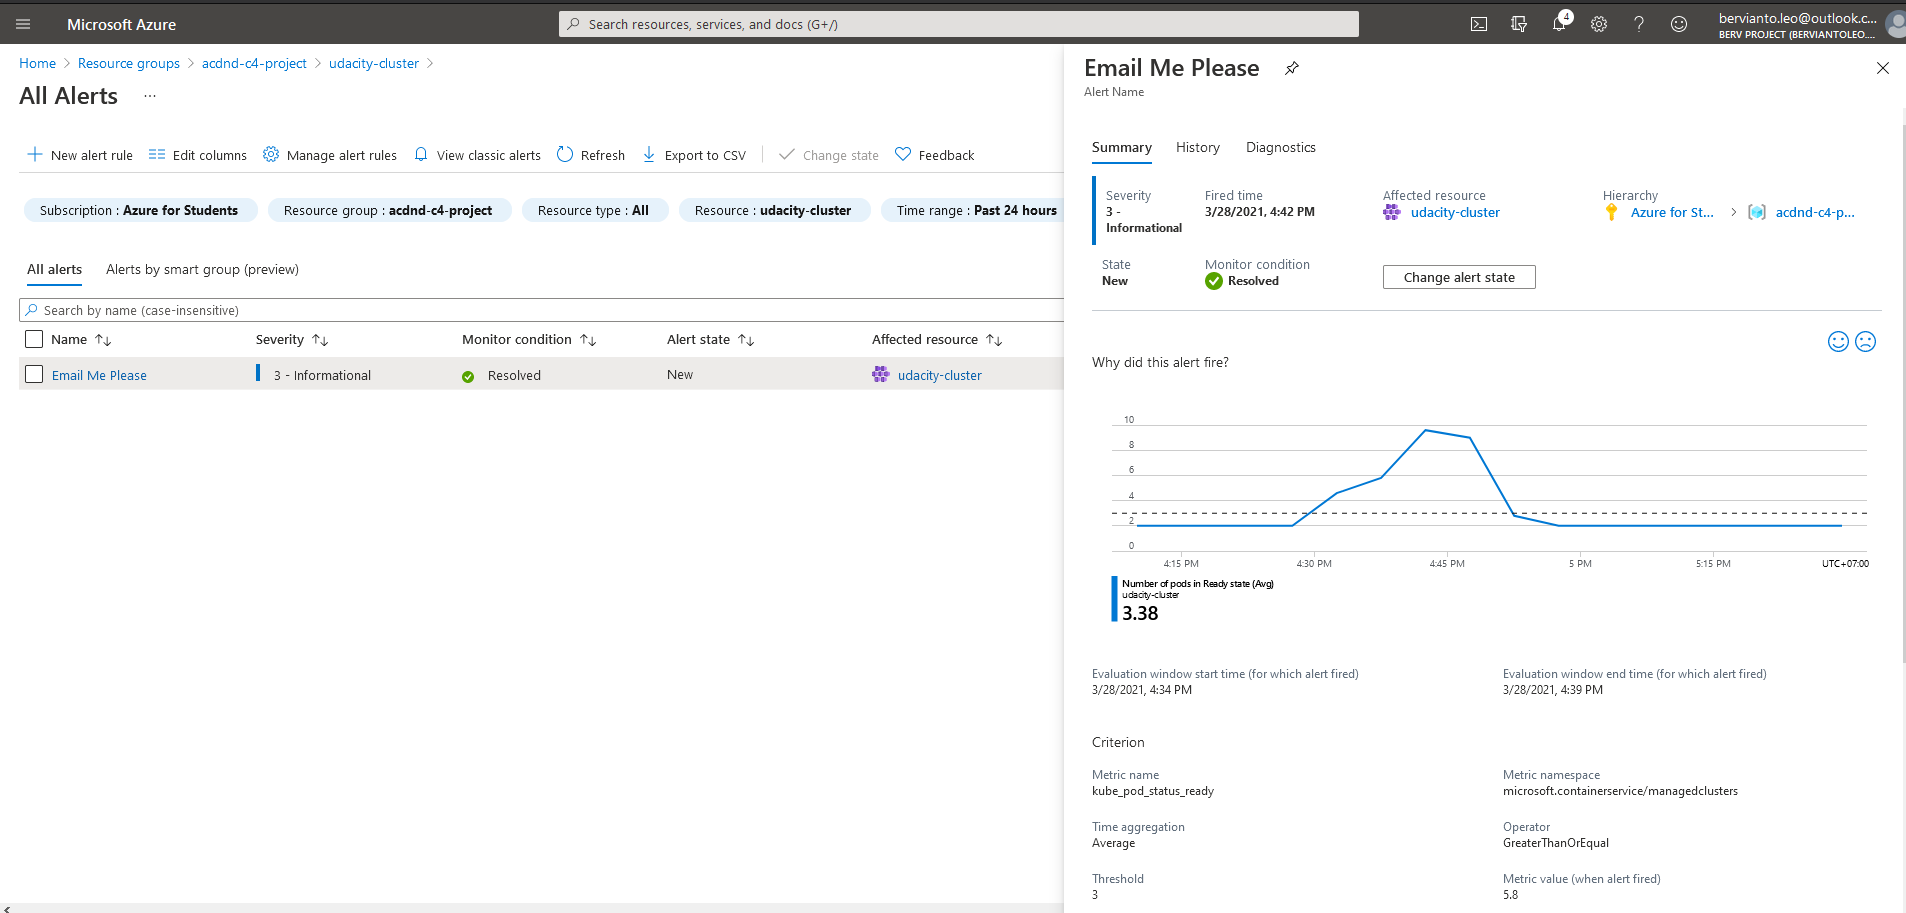 Microsoft Azure
Search resources, services, and docs (G+/)
4
bervianto.leo@outlook.c...
BERV PROJECT (BERVIANTOLEO....
Home > Resource groups > acdnd-c4-project > udacity-cluster >
All Alerts ...
New alert rule Edit columns Manage alert rules View classic alerts Refresh Export to CSV Change state Feedback
Subscription : Azure for Students Resource group : acdnd-c4-project Resource type : All Resource : udacity-cluster Time range : Past 24 hours
All alerts Alerts by smart group (preview)
Search by name (case-insensitive)
Name Severity Monitor condition Alert state Affected resource
Email Me Please 3 - Informational Resolved New udacity-cluster
Email Me Please
Alert Name
Summary History Diagnostics
Severity
3 -
Informational
Fired time
3/28/2021, 4:42 PM
Affected resource
udacity-cluster
Hierarchy
Azure for St... > acdnd-c4-p...
State
New
Monitor condition
Resolved
Change alert state
Why did this alert fire?
10
8
6
4
2
0
4:15 PM 4:30 PM 4:45 PM 5 PM 5:15 PM UTC+07:00
Number of pods in Ready state (Avg)
udacity-cluster
3.38
Evaluation window start time (for which alert fired)
3/28/2021, 4:34 PM
Evaluation window end time (for which alert fired)
3/28/2021, 4:39 PM
Criterion
Metric name
kube_pod_status_ready
Metric namespace
microsoft.containerservice/managedclusters
Time aggregation
Average
Operator
GreaterThanOrEqual
Threshold
3
Metric value (when alert fired)
5.8